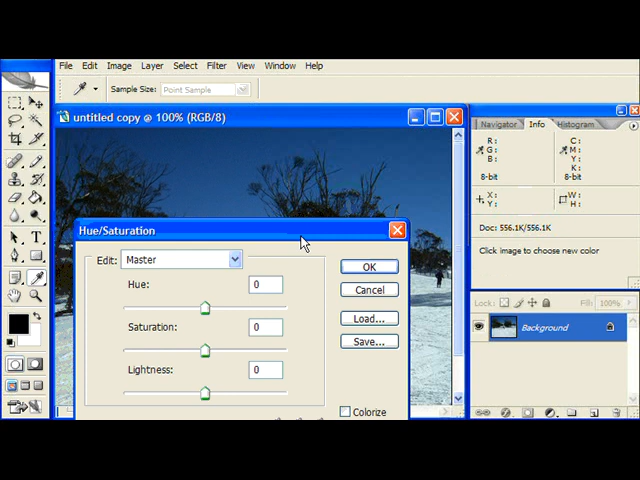 File Edit Image Layer Select Filter View Window Help
Sample Size: Point Sample
untitled copy @ 100% (RGB/8)
Navigator Info Histogram
R: C:
G: M:
B: Y:
K:
8-bit 8-bit
X: W:
Y: H:
Doc: 556.1K/556.1K
Click image to choose new color
Hue/Saturation
Edit: Master
OK
Hue: 0
Cancel
Lock: Fill: 100%
Load...
Saturation: 0
Background
Save...
Lightness: 0
Colorize
T